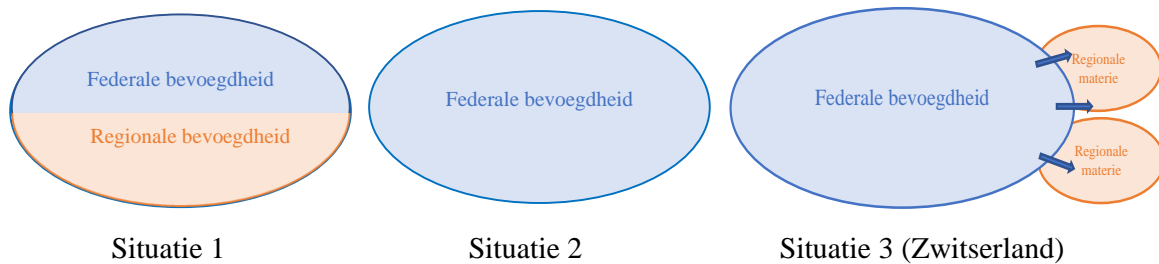 Federale bevoegdheid
Regionale bevoegdheid
Situatie 1
Federale bevoegdheid
Situatie 2
Federale bevoegdheid
Regionale
materie
Regionale
materie
Situatie 3 (Zwitserland)